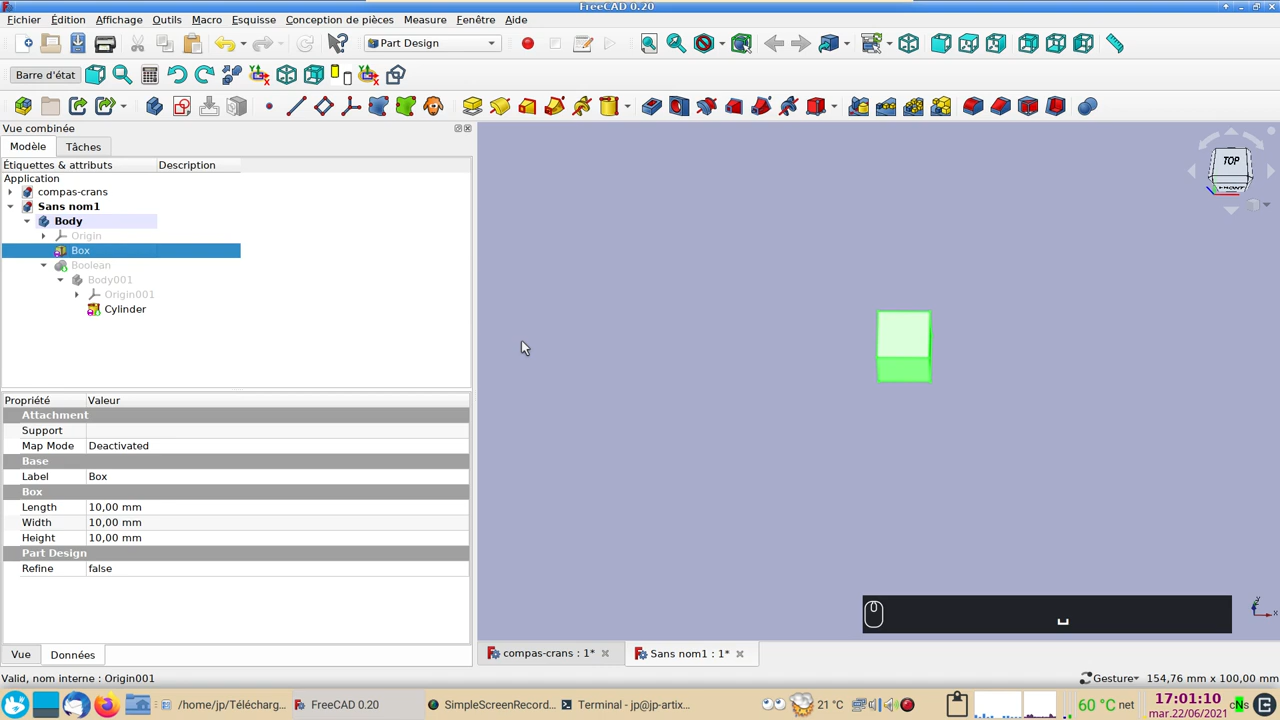 FreeCAD 0.20
Fichier Édition Affichage Outils Macro Esquisse Conception de pièces Measure Fenêtre Aide
Part Design
Barre d'état
Vue combinée
Modèle Tâches
Étiquettes & attributs Description
Application
compas-crans
Sans nom1
Body
Origin
Box
Boolean
Body001
Origin001
Cylinder
Propriété Valeur
Attachment
Support
Map Mode Deactivated
Base
Label Box
Box
Length 10,00 mm
Width 10,00 mm
Height 10,00 mm
Part Design
Refine false
Vue Données
TOP
FRONT
compas-crans : 1* Sans nom1 : 1*
Valid, nom interne : Origin001 Gesture 154,76 mm x 100,00 mm
/home/jp/Télécharg... FreeCAD 0.20 SimpleScreenRecord... Terminal - jp@jp-artix... 21 °C 60 °C net 17:01:10
mar.22/06/2021